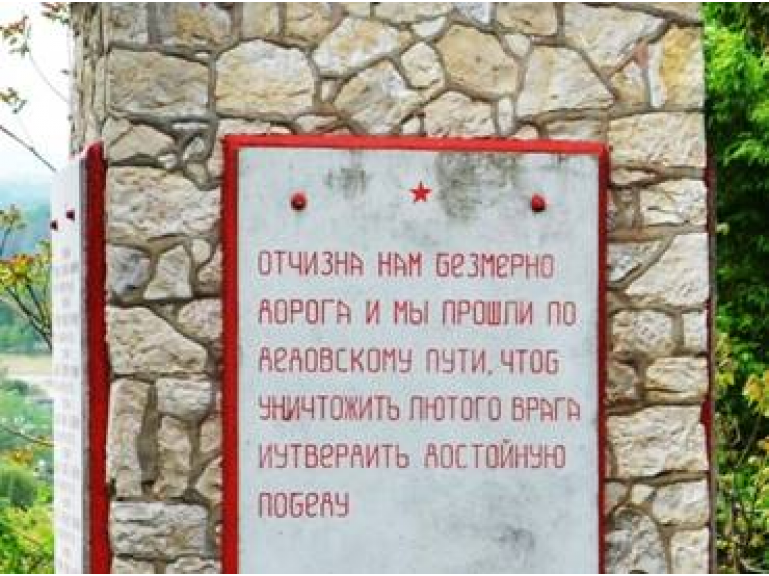 ОТЧИЗНА НАМ БЕЗМЕРНО
ДОРОГА И МЫ ПРОШЛИ ПО
ДЕДОВСКОМУ ПУТИ, ЧТОБ
УНИЧТОЖИТЬ ЛЮТОГО ВРАГА
ИУТВЕРДИТЬ ДОСТОЙНУЮ
ПОБЕДУ